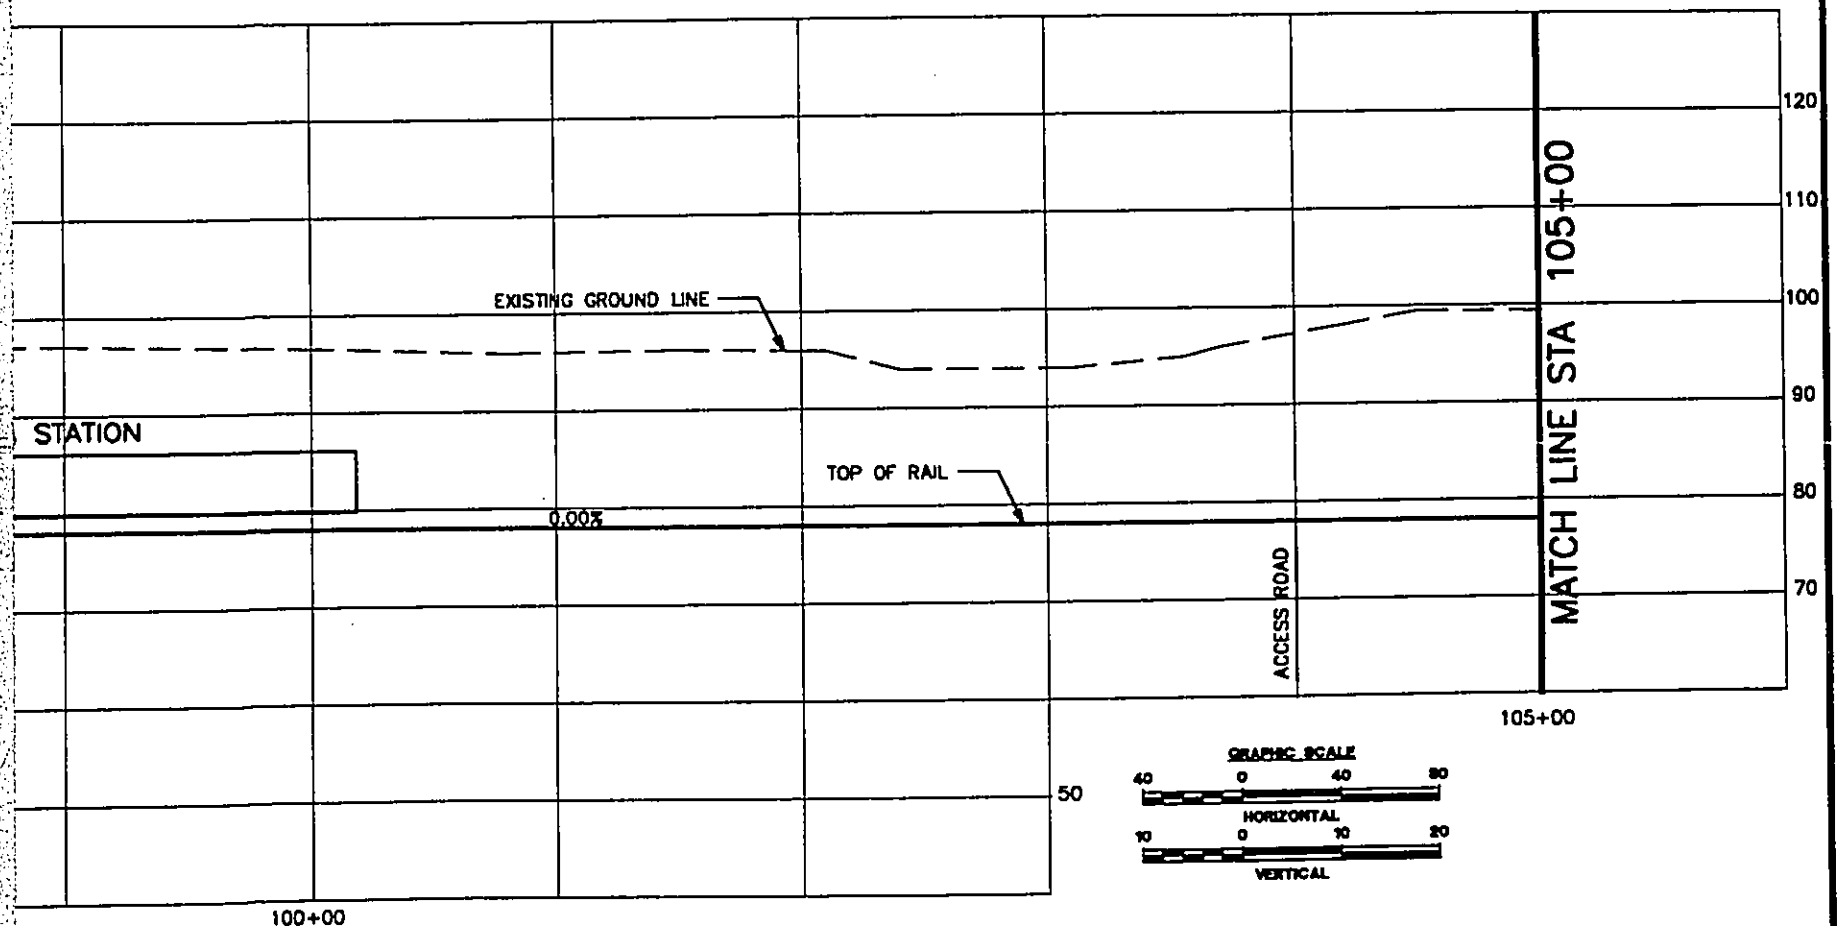 120
110
100
EXISTING GROUND LINE
90
STATION
TOP OF RAIL
80
0.00%
70
ACCESS ROAD
MATCH LINE STA 105+00
105+00
50
GRAPHIC SCALE
40 0 40 80
HORIZONTAL
10 0 10 20
VERTICAL
100+00